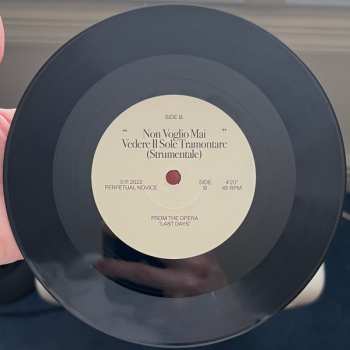 SIDE B.
" Non Voglio Mai "
Vedere Il Sole Tramontare
(Strumentale)
©℗ 2022 SIDE 4'27"
PERPETUAL NOVICE B 45 RPM
FROM THE OPERA
"LAST DAYS"